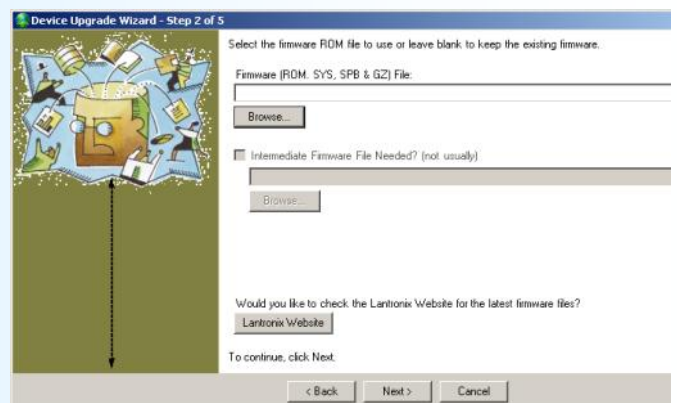 Device Upgrade Wizard - Step 2 of 5
Select the firmware ROM file to use or leave blank to keep the existing firmware.
Firmware (ROM. SYS, SPB & GZ) File:
Browse...
Intermediate Firmware File Needed? (not usually)
Browse...
Would you like to check the Lantronix Website for the latest firmware files?
Lantronix Website
To continue, click Next.
< Back Next > Cancel